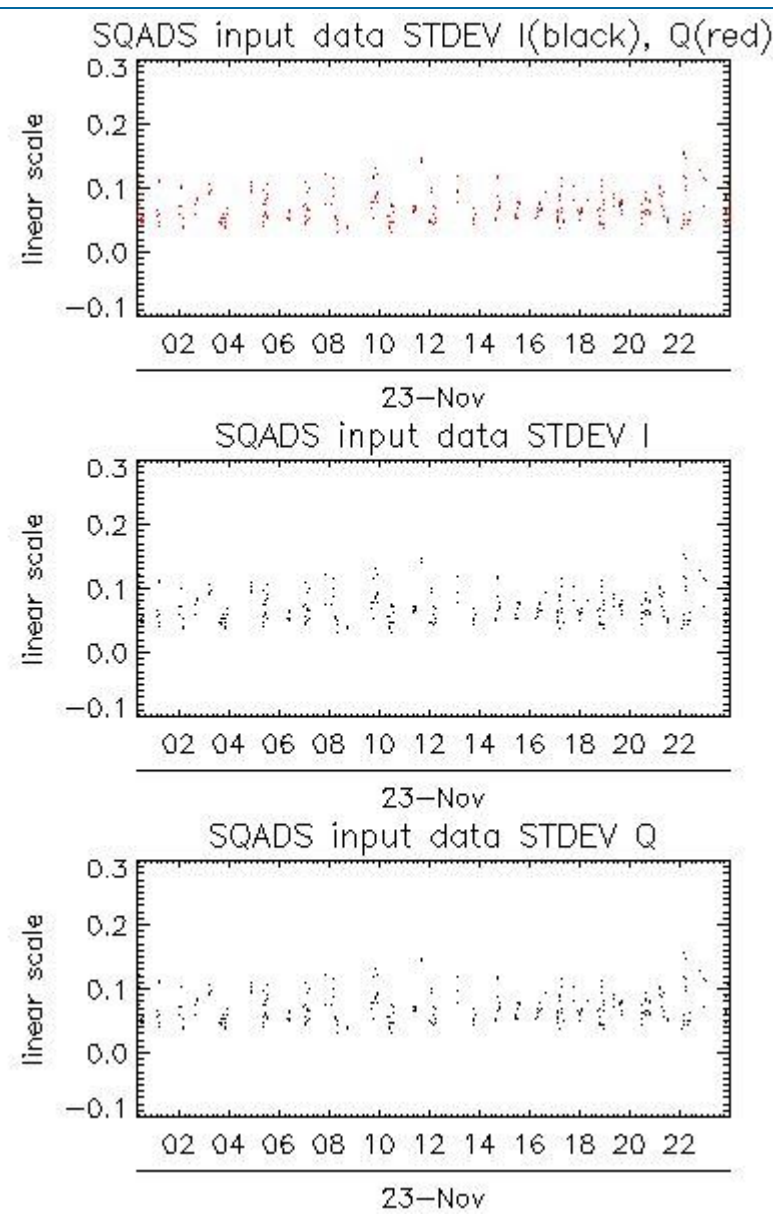 SQADS input data STDEV I(black), Q(red)
0.3
0.2
0.1
0.0
−0.1
linear scale
02 04 06 08 10 12 14 16 18 20 22
23−Nov
SQADS input data STDEV I
0.3
0.2
0.1
0.0
−0.1
linear scale
02 04 06 08 10 12 14 16 18 20 22
23−Nov
SQADS input data STDEV Q
0.3
0.2
0.1
0.0
−0.1
linear scale
02 04 06 08 10 12 14 16 18 20 22
23−Nov